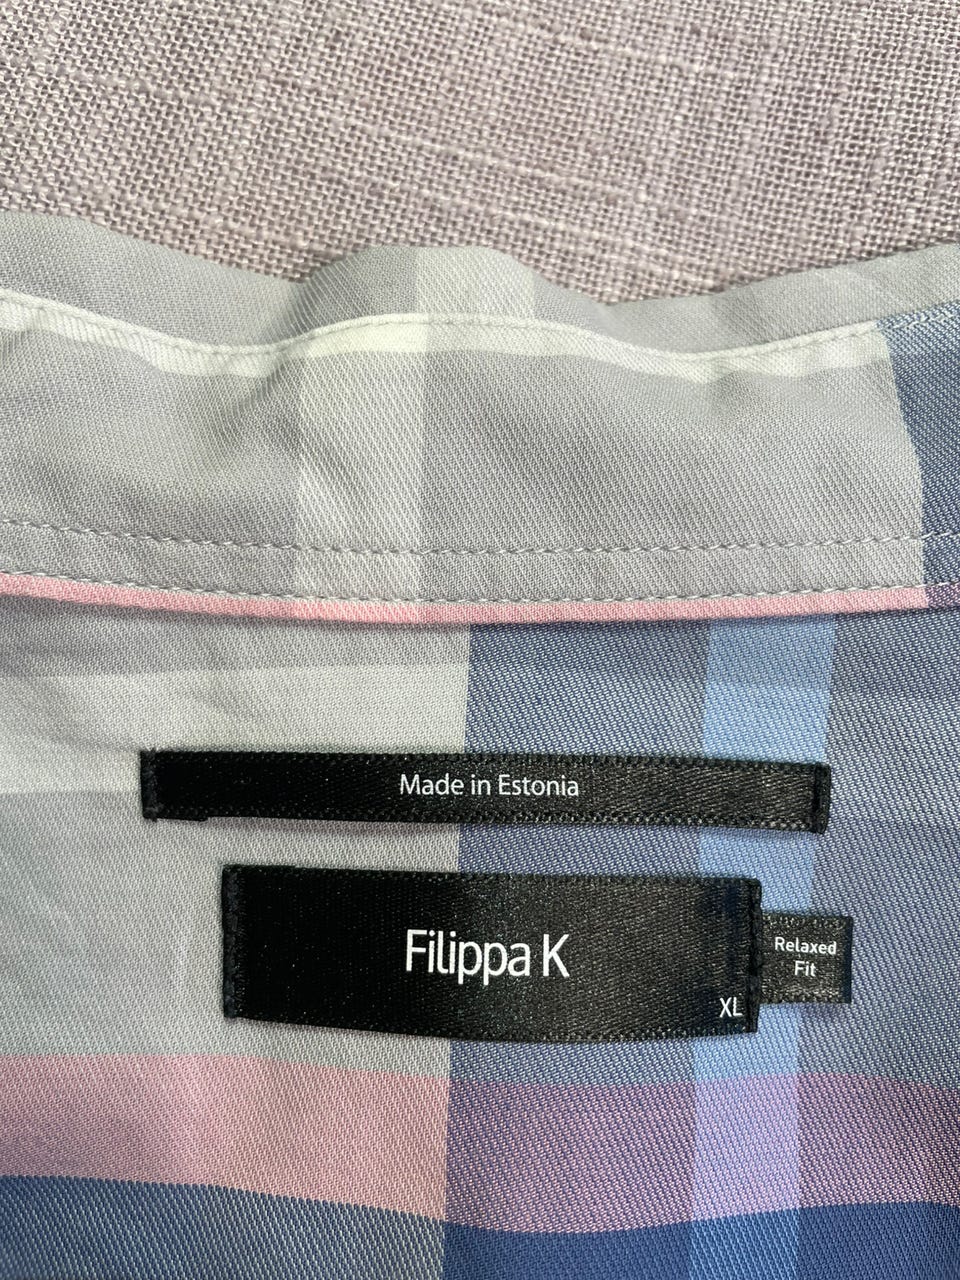 Made in Estonia
Filippa K
XL
Relaxed
Fit